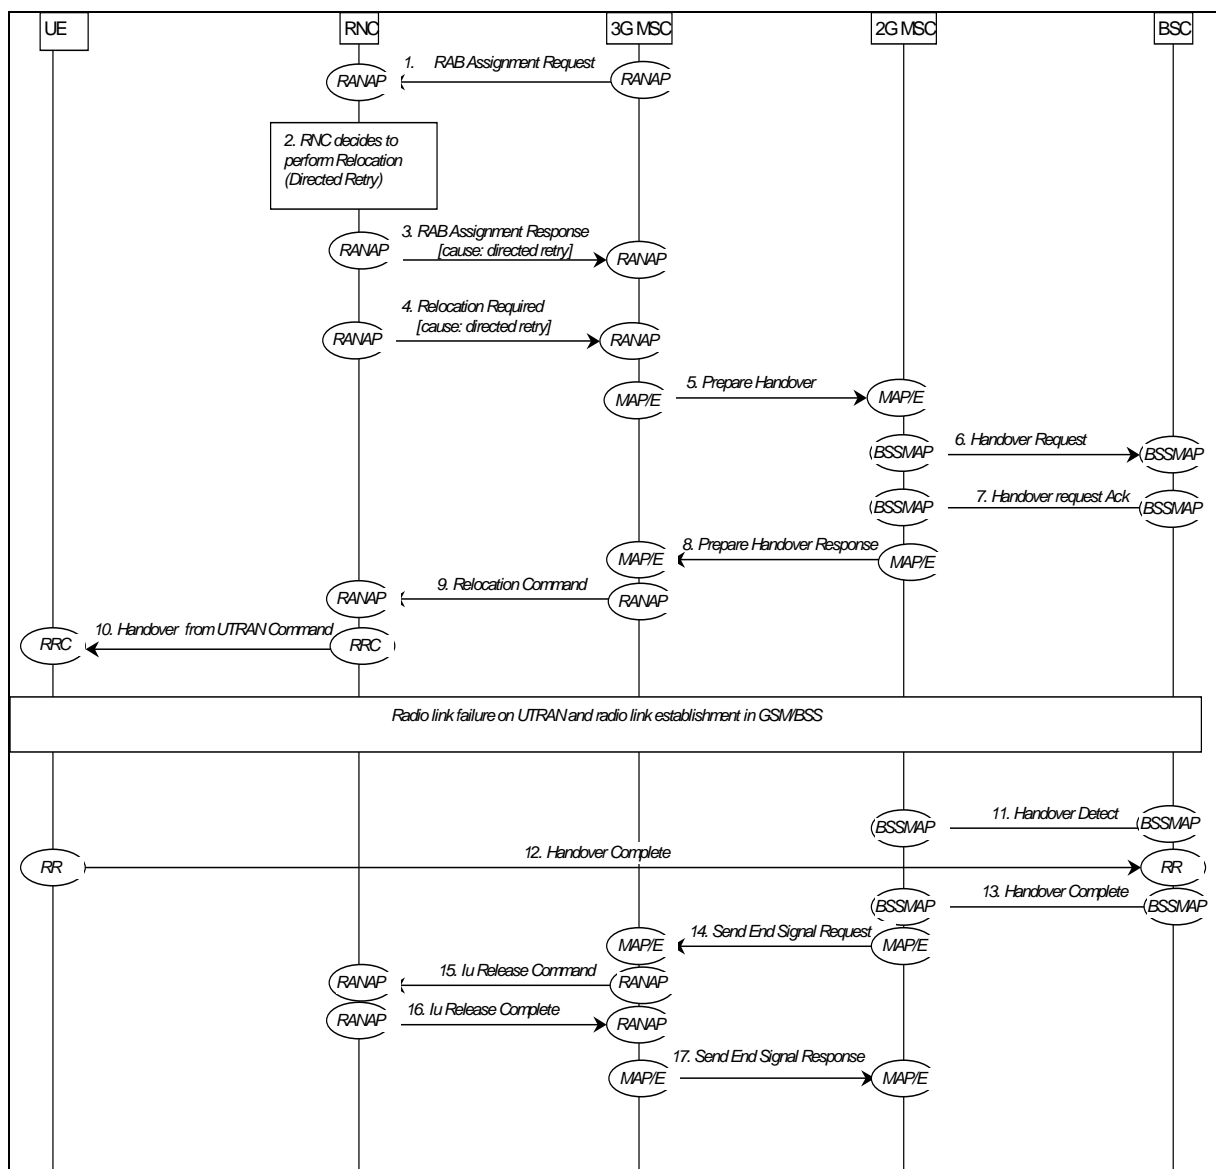 UE RNC 3G MSC 2G MSC BSC
1. RAB Assignment Request
RANAP RANAP
2. RNC decides to
perform Relocation
(Directed Retry)
3. RAB Assignment Response
[cause: directed retry]
RANAP RANAP
4. Relocation Required
[cause: directed retry]
RANAP RANAP
5. Prepare Handover
MAP/E MAP/E
6. Handover Request
BSSMAP BSSMAP
7. Handover request Ack
BSSMAP BSSMAP
8. Prepare Handover Response
MAP/E MAP/E
9. Relocation Command
RANAP RANAP
10. Handover from UTRAN Command
RRC RRC
Radio link failure on UTRAN and radio link establishment in GSM/BSS
11. Handover Detect
BSSMAP BSSMAP
12. Handover Complete
RR RR
13. Handover Complete
BSSMAP BSSMAP
14. Send End Signal Request
MAP/E MAP/E
15. Iu Release Command
RANAP RANAP
16. Iu Release Complete
RANAP RANAP
17. Send End Signal Response
MAP/E MAP/E